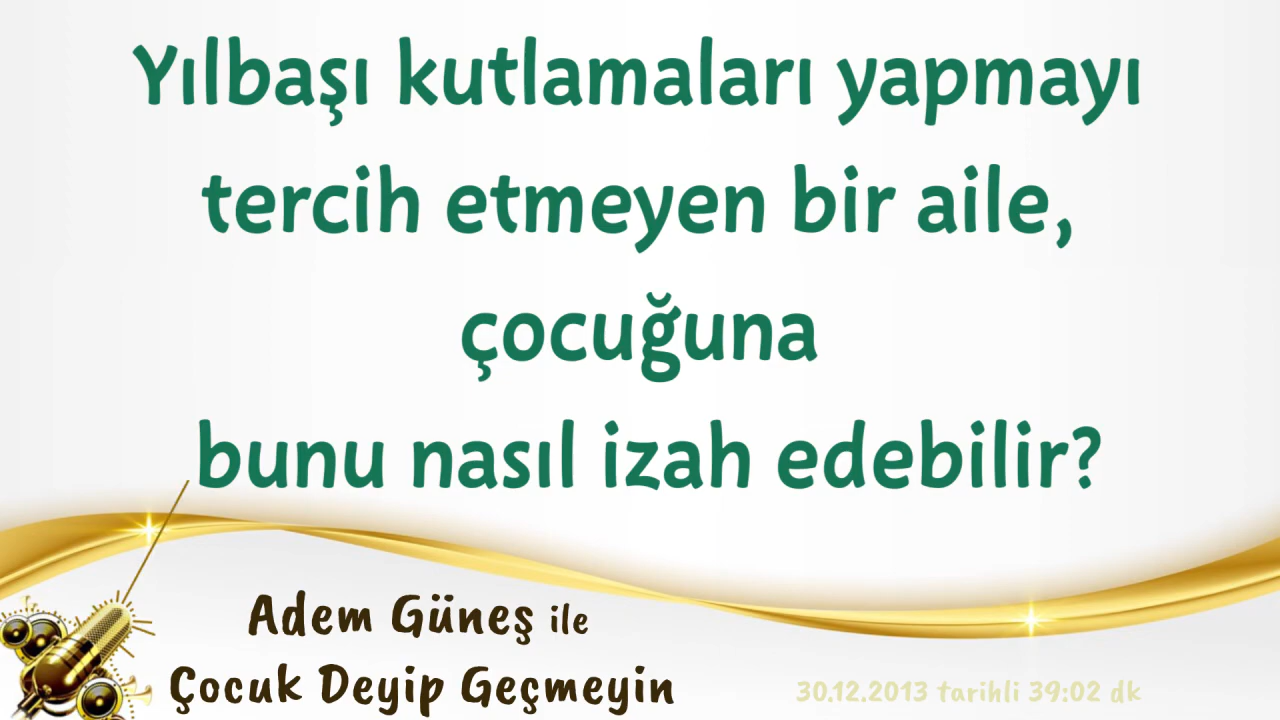 Yılbaşı kutlamaları yapmayı
tercih etmeyen bir aile,
çocuğuna
bunu nasıl izah edebilir?
Adem Güneş ile
Çocuk Deyip Geçmeyin
30.12.2013 tarihli 39:02 dk